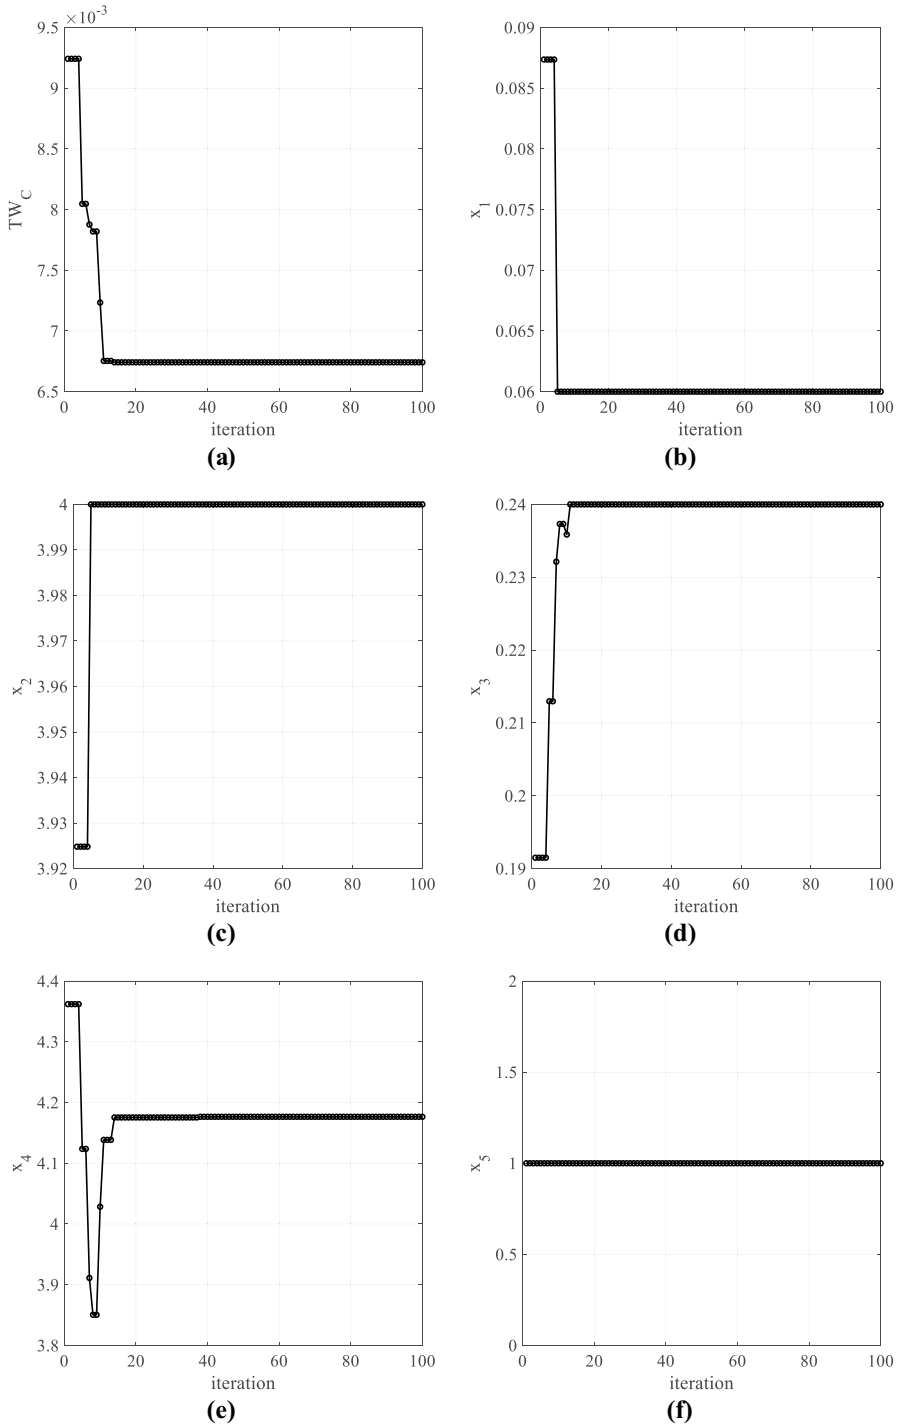 ×10⁻³
9.5
9
8.5
8
7.5
7
6.5
TW_C
0 20 40 60 80 100
iteration
(a)
0.09
0.085
0.08
0.075
0.07
0.065
0.06
x_1
0 20 40 60 80 100
iteration
(b)
4
3.99
3.98
3.97
3.96
3.95
3.94
3.93
3.92
x_2
0 20 40 60 80 100
iteration
(c)
0.24
0.23
0.22
0.21
0.2
0.19
x_3
0 20 40 60 80 100
iteration
(d)
4.4
4.3
4.2
4.1
4
3.9
3.8
x_4
0 20 40 60 80 100
iteration
(e)
2
1.5
1
0.5
0
x_5
0 20 40 60 80 100
iteration
(f)